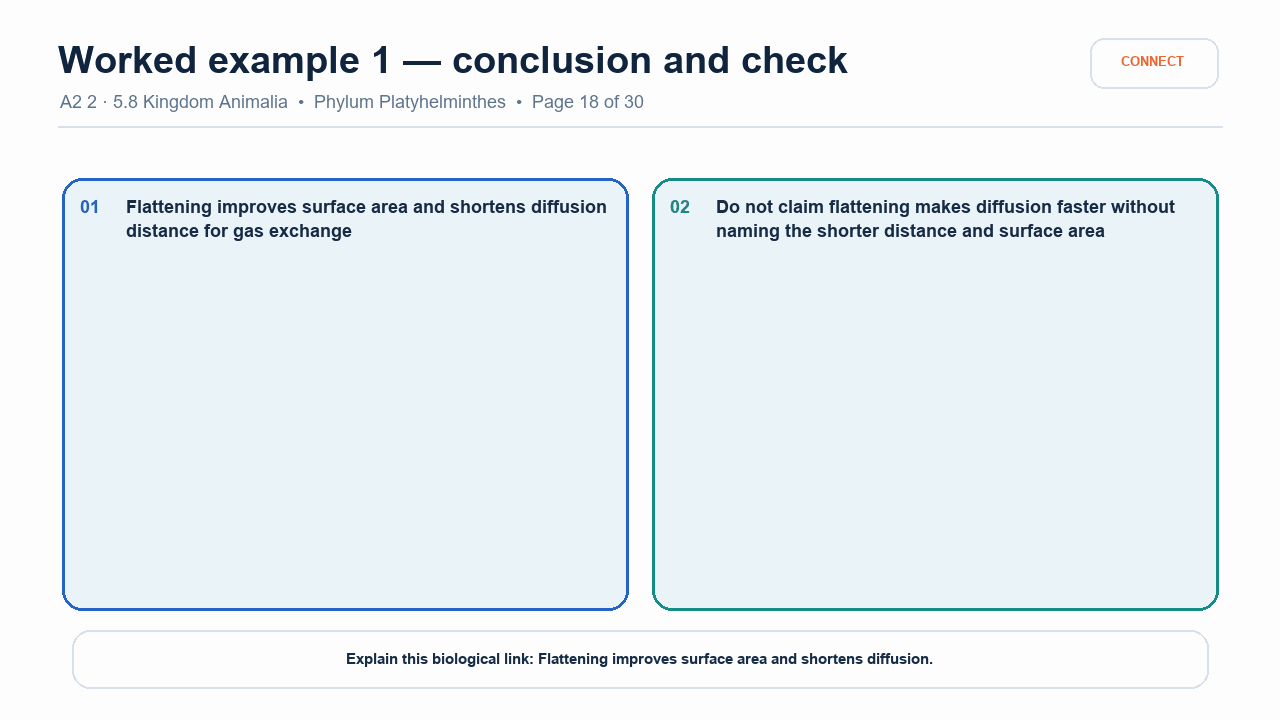 Worked example 1 — conclusion and check
CONNECT
A2 2 · 5.8 Kingdom Animalia • Phylum Platyhelminthes • Page 18 of 30
01 Flattening improves surface area and shortens diffusion
distance for gas exchange
02 Do not claim flattening makes diffusion faster without
naming the shorter distance and surface area
Explain this biological link: Flattening improves surface area and shortens diffusion.